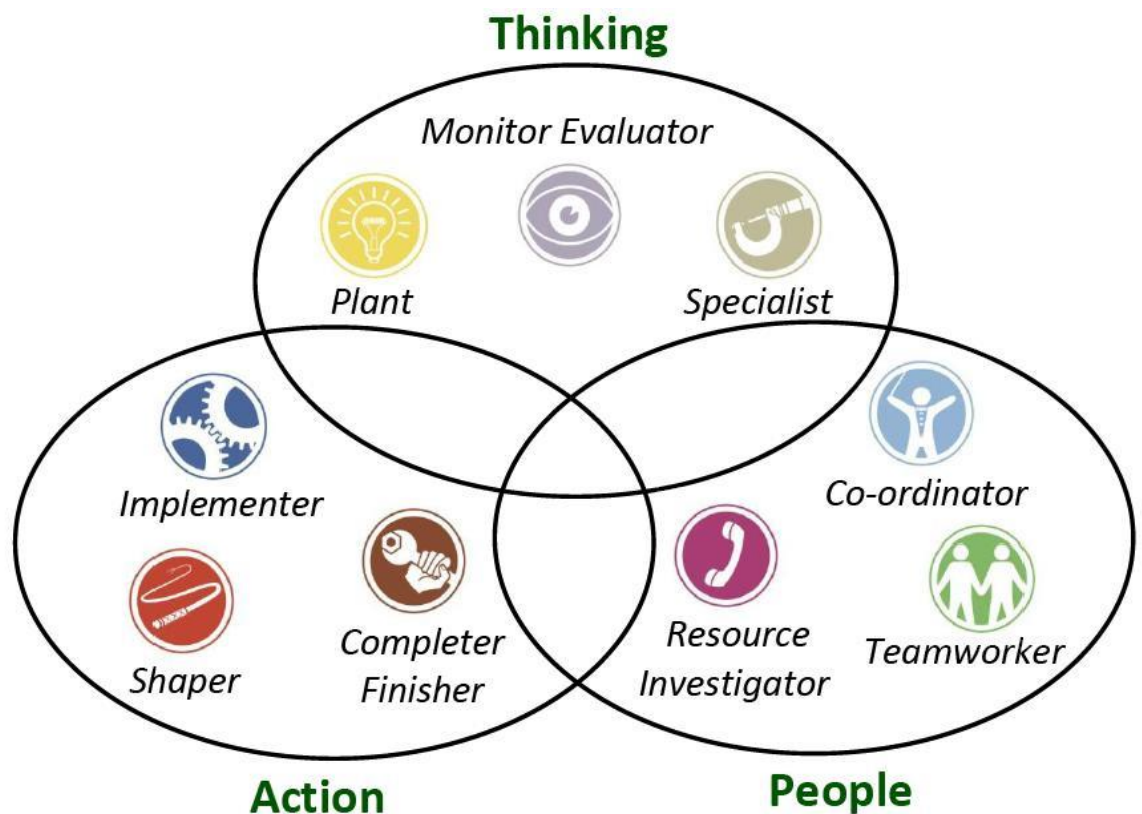 Thinking
Monitor Evaluator
Plant
Specialist
Implementer
Co-ordinator
Shaper
Completer
Finisher
Resource
Investigator
Teamworker
Action
People